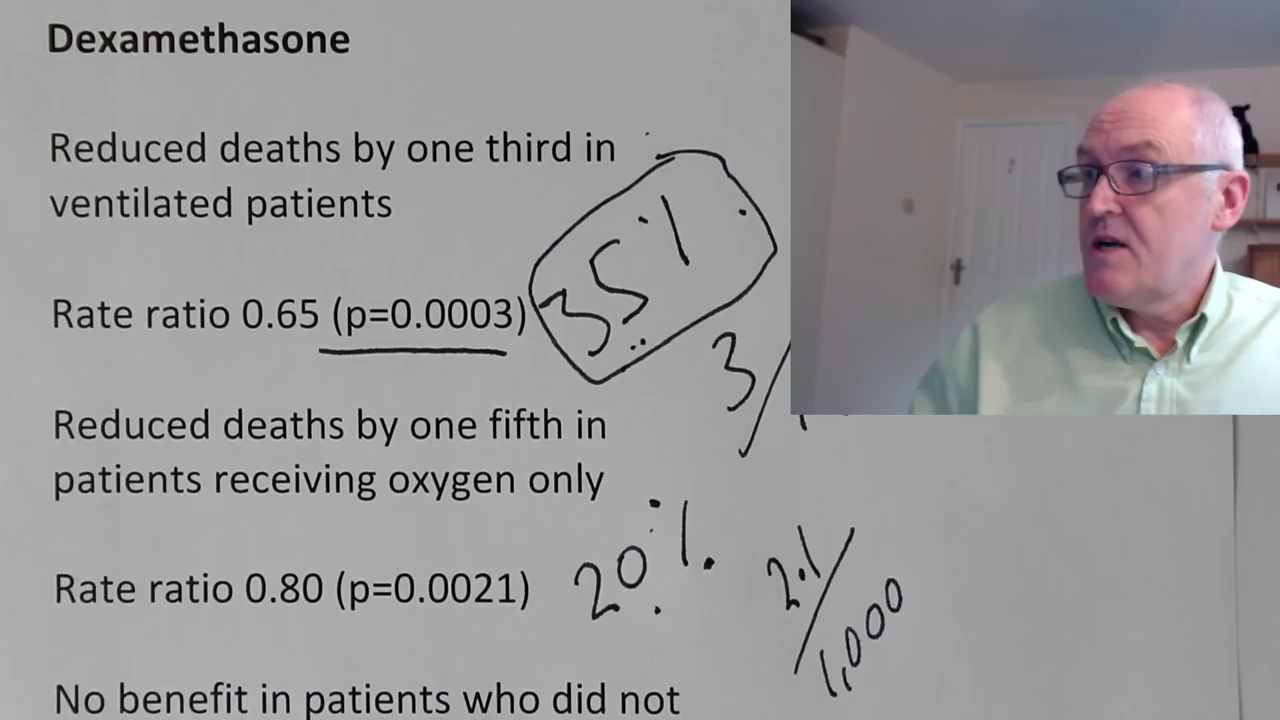 Dexamethasone
Reduced deaths by one third in
ventilated patients
35%
Rate ratio 0.65 (p=0.0003)
3/
Reduced deaths by one fifth in
patients receiving oxygen only
Rate ratio 0.80 (p=0.0021)
20%
2.1/
1,000
No benefit in patients who did not